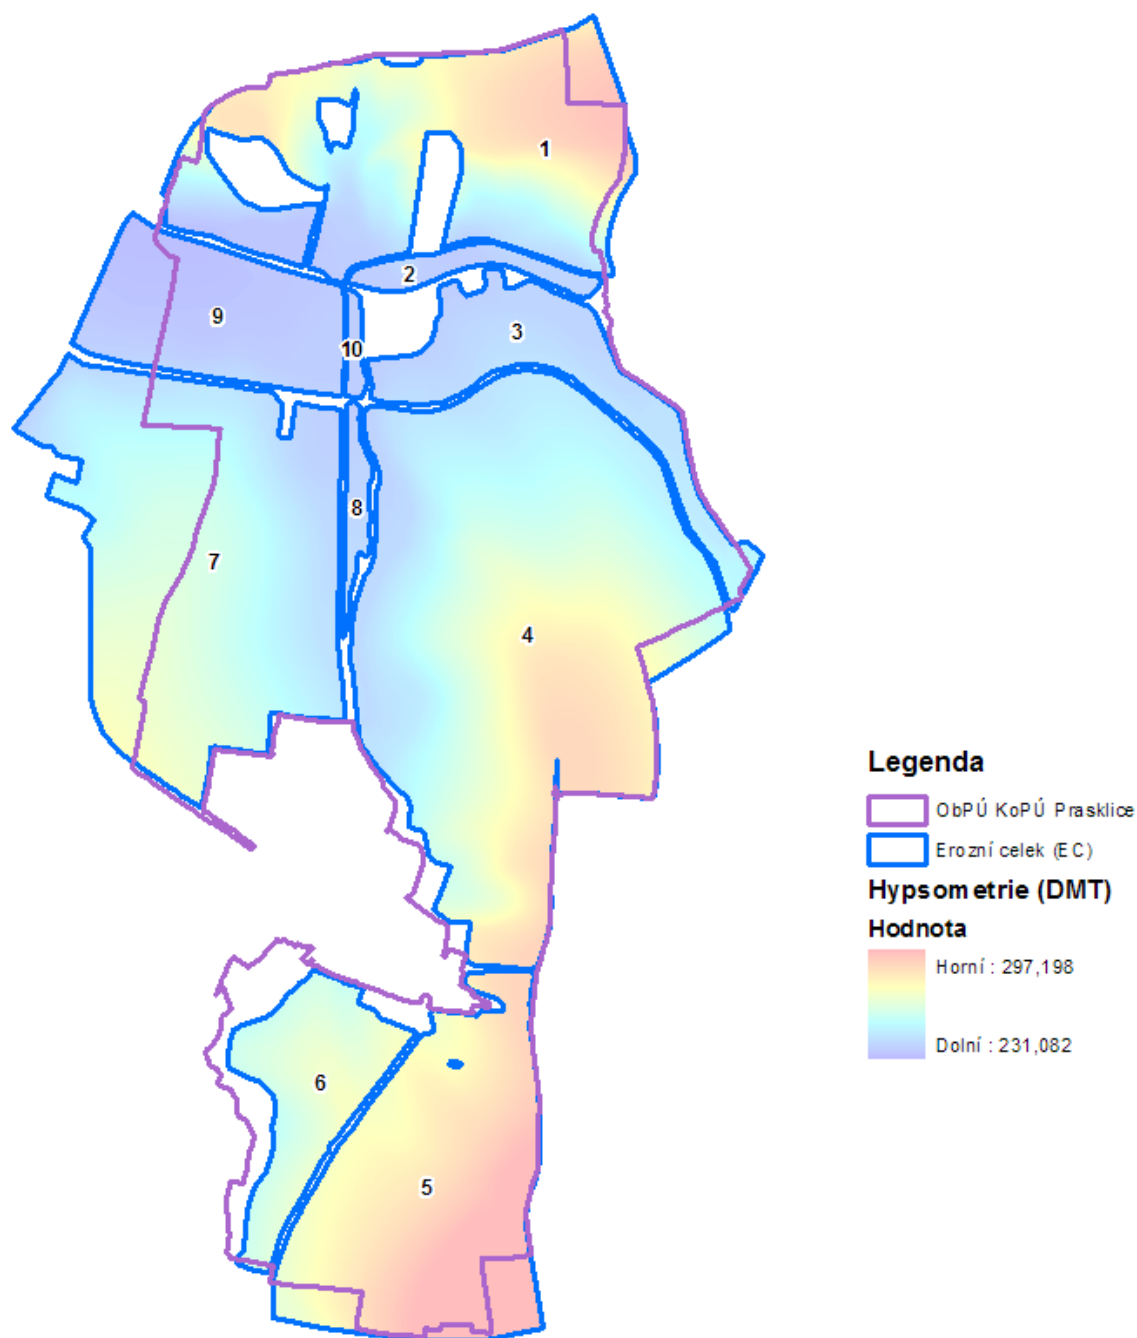 1
2
3
9
10
8
7
4
6
5
Legenda
ObPÚ KoPÚ Prasklice
Erozní celek (EC)
Hypsometrie (DMT)
Hodnota
Horní : 297,198
Dolní : 231,082